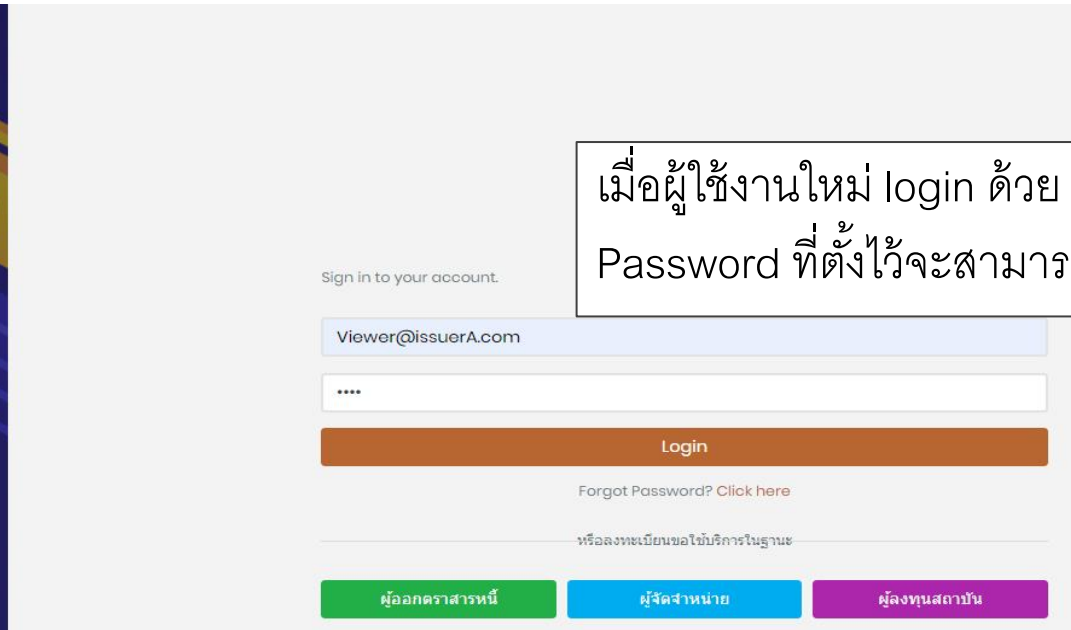 เมื่อผู้ใช้งานใหม่ login ด้วย
Password ที่ตั้งไว้จะสามาร
Sign in to your account.
Viewer@issuerA.com
••••
Login
Forgot Password? Click here
หรือลงทะเบียนขอใช้บริการในฐานะ
ผู้ออกตราสารหนี้ ผู้จัดจำหน่าย ผู้ลงทุนสถาบัน